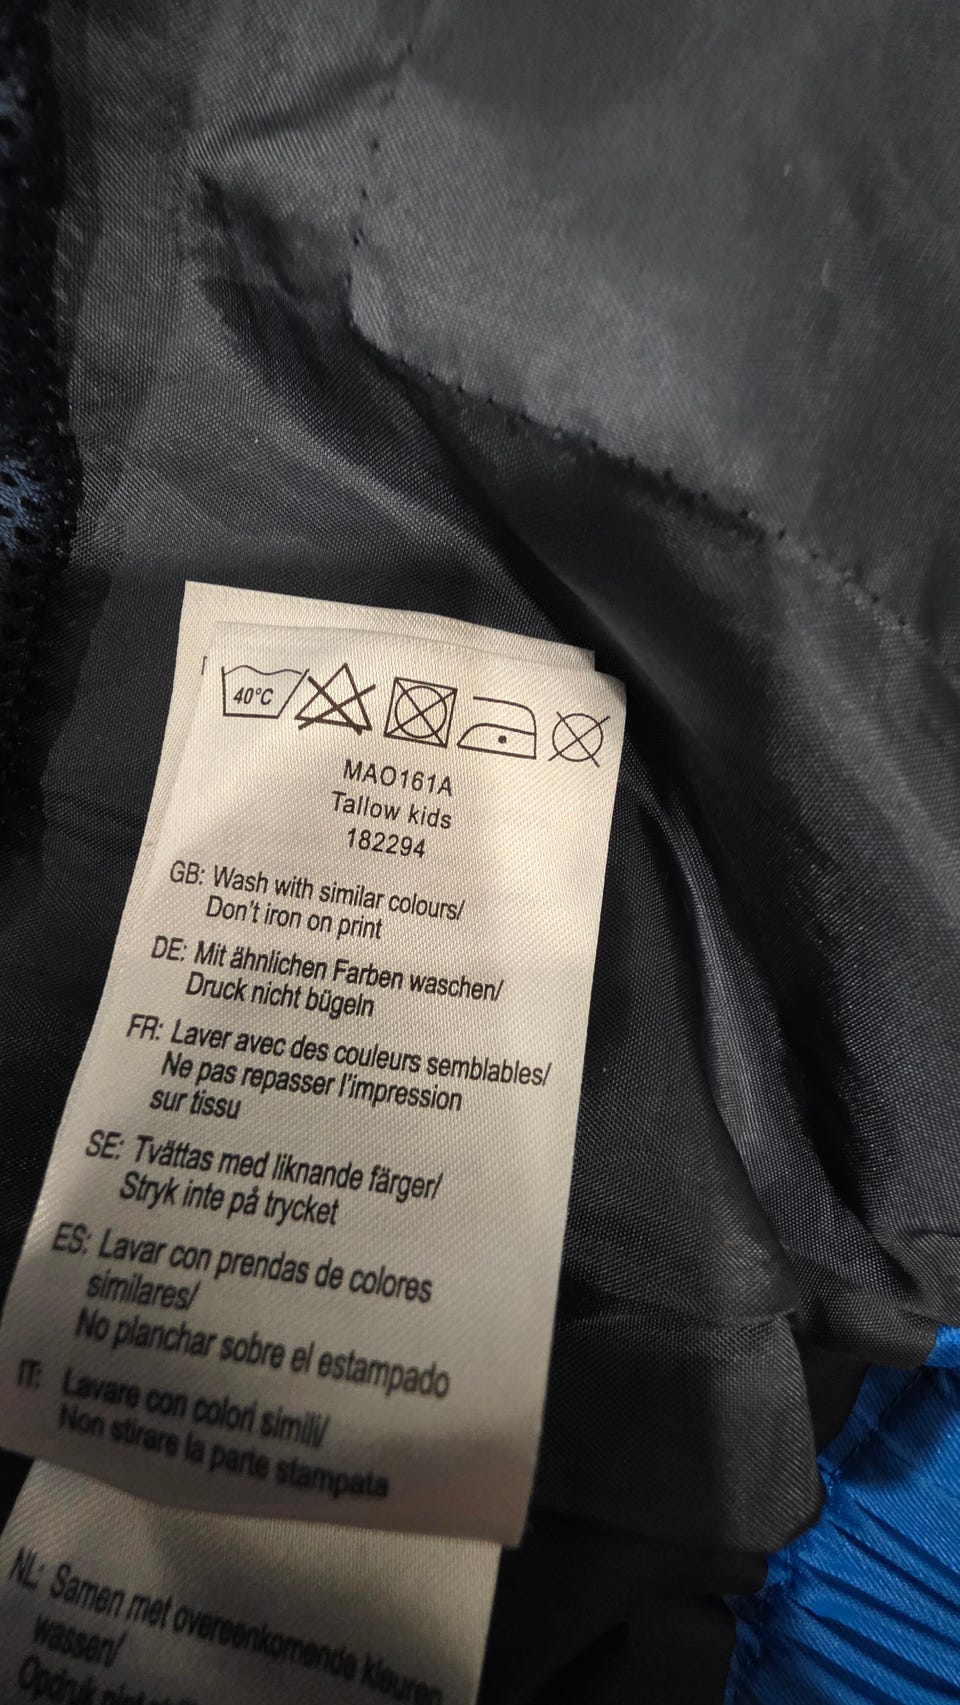 40°C
MAO161A
Tallow kids
182294
GB: Wash with similar colours/
Don't iron on print
DE: Mit ähnlichen Farben waschen/
Druck nicht bügeln
FR: Laver avec des couleurs semblables/
Ne pas repasser l'impression
sur tissu
SE: Tvättas med liknande färger/
Stryk inte på trycket
ES: Lavar con prendas de colores
similares/
No planchar sobre el estampado
IT: Lavare con colori simili/
Non stirare la parte stampata
NL: Samen met overeenkomende kleuren
wassen/
Opdruk niet